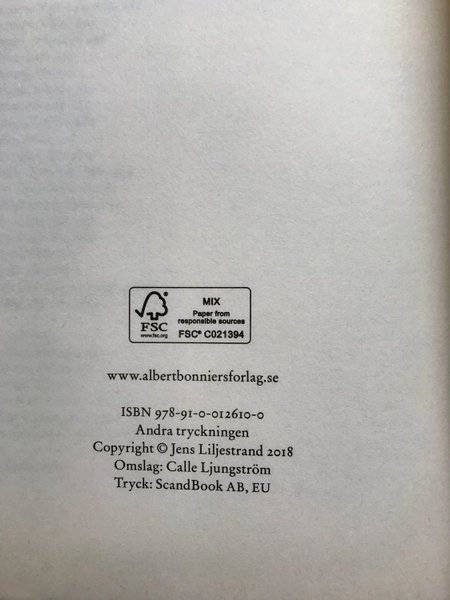 FSC
www.fsc.org
MIX
Paper from
responsible sources
FSC® C021394
www.albertbonniersforlag.se
ISBN 978-91-0-012610-0
Andra tryckningen
Copyright © Jens Liljestrand 2018
Omslag: Calle Ljungström
Tryck: ScandBook AB, EU